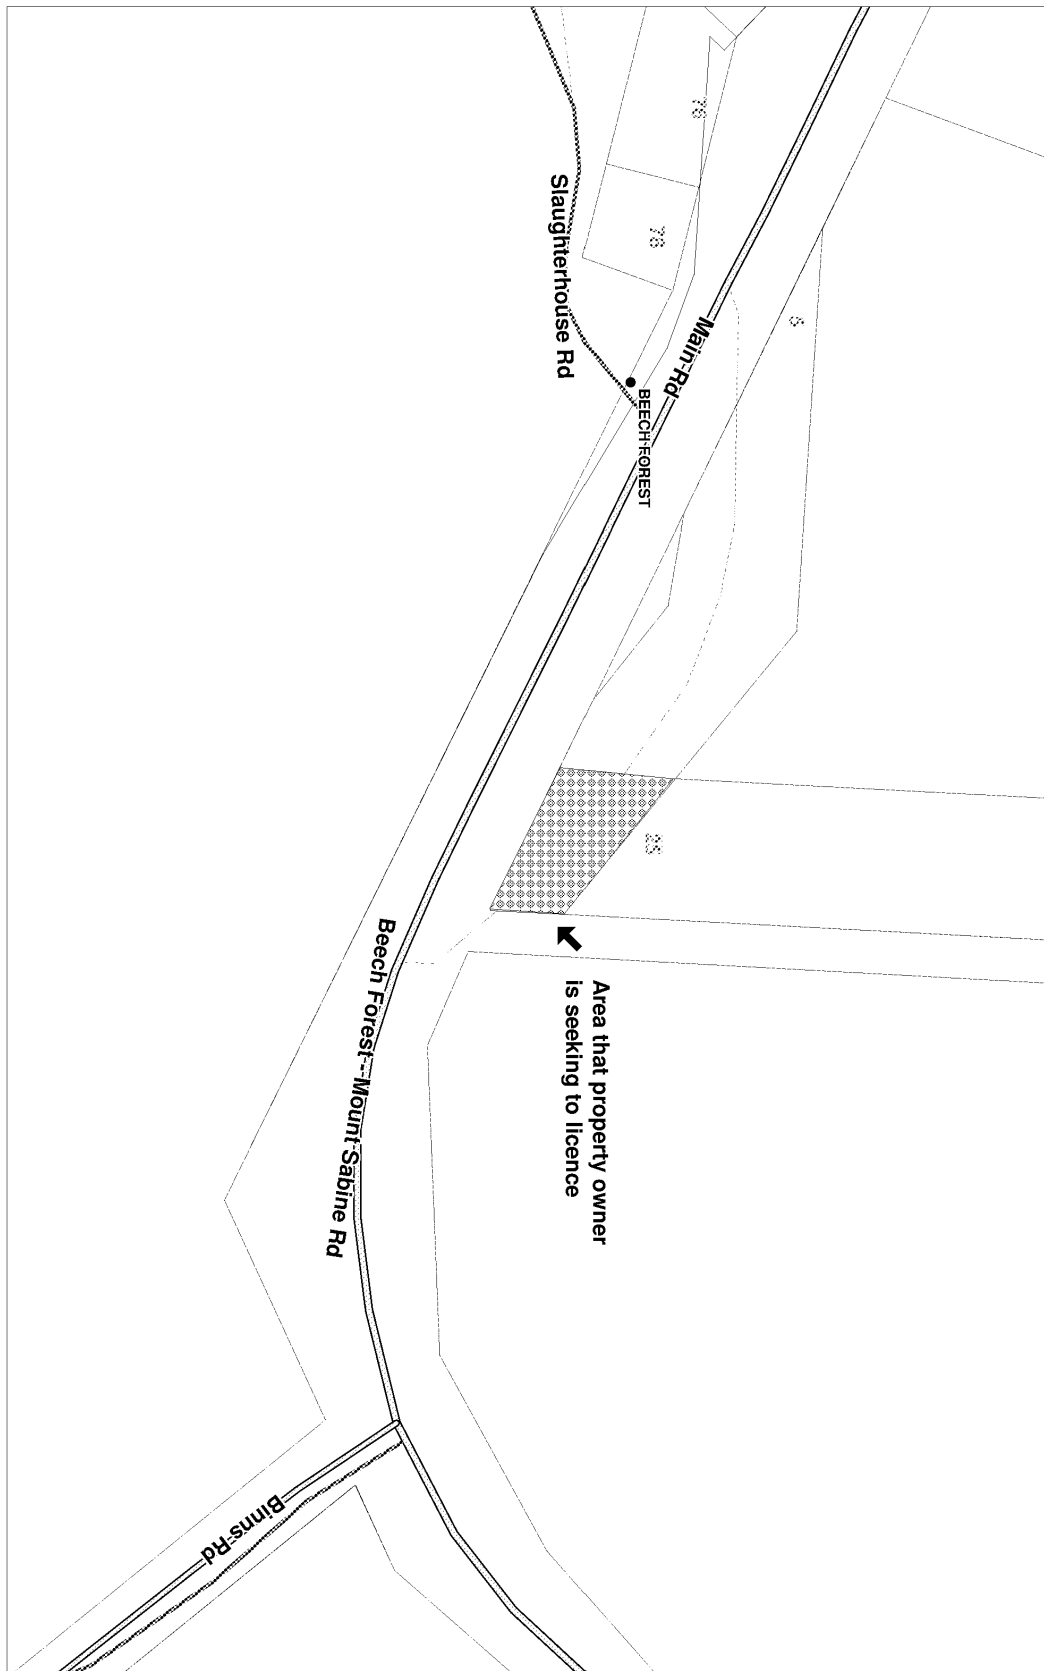 76
78
Slaughterhouse Rd
Main Rd
6
BEECH FOREST
25
Area that property owner
is seeking to licence
Beech Forest - Mount Sabine Rd
Binns Rd